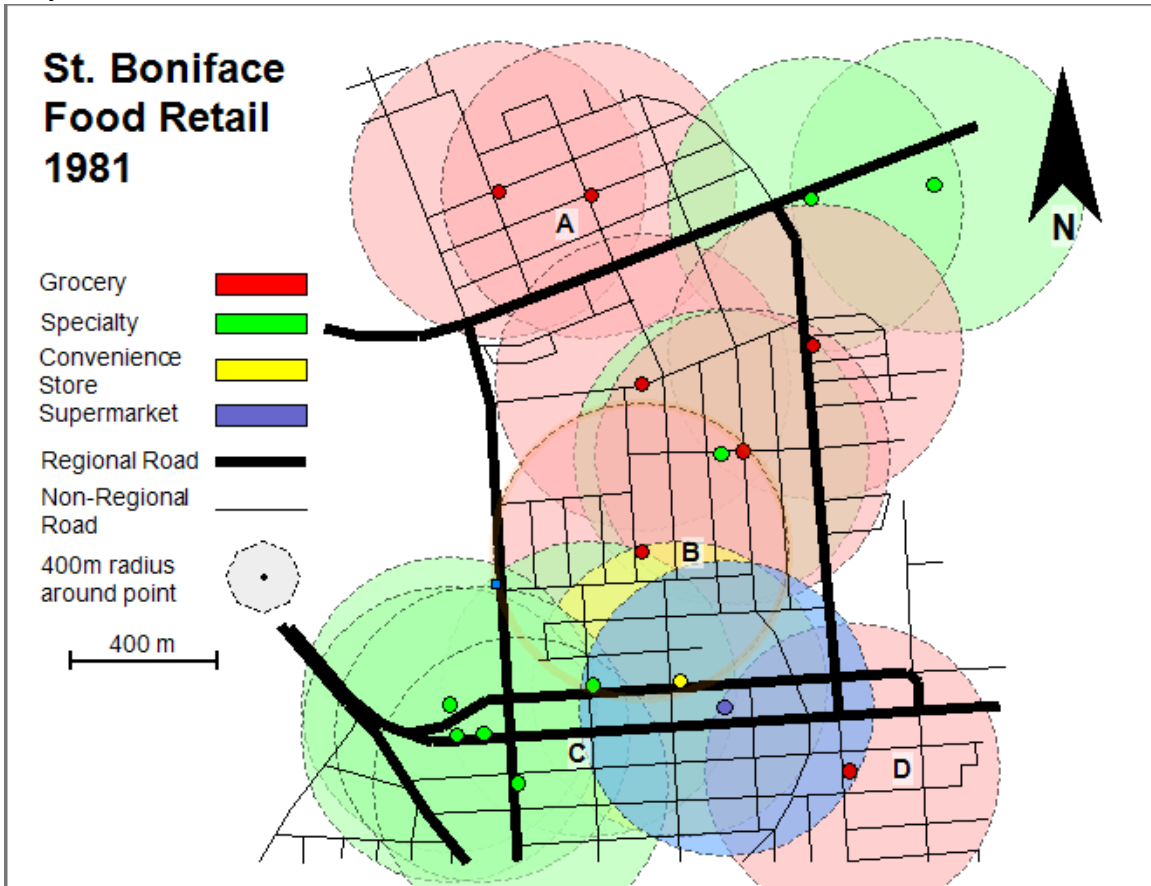 St. Boniface
Food Retail
1981
Grocery
Specialty
Convenience
Store
Supermarket
Regional Road
Non-Regional
Road
400m radius
around point
400 m
A
N
B
C
D